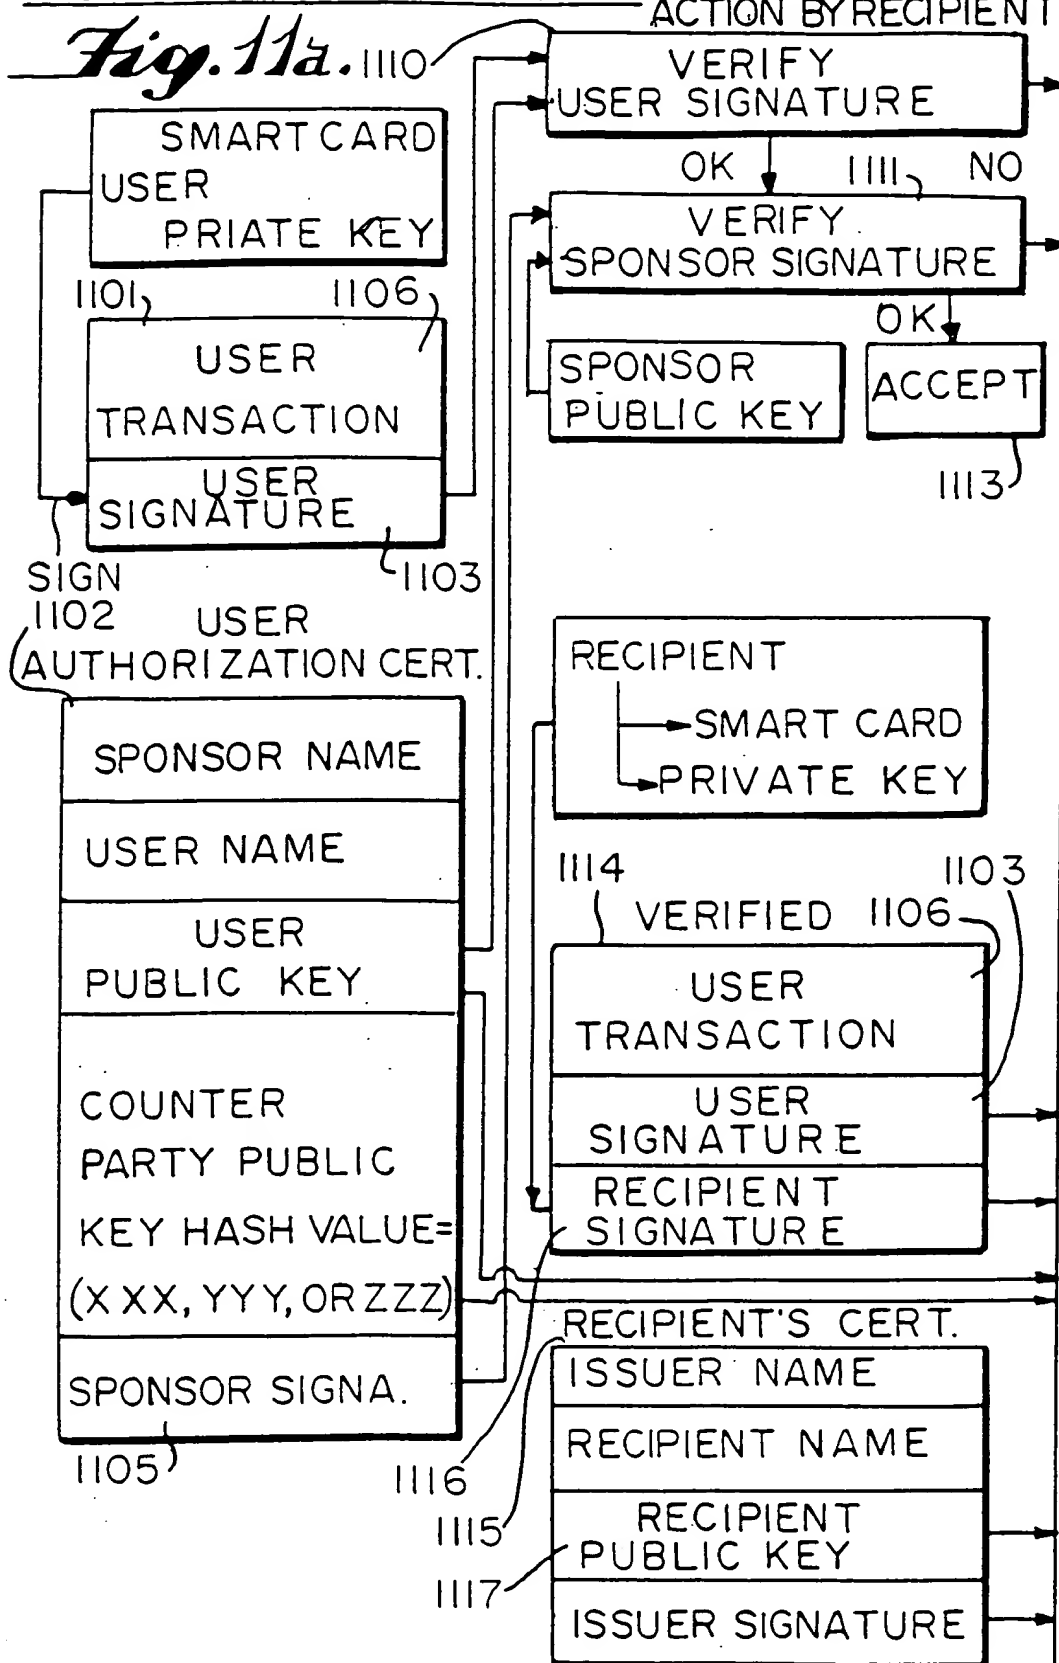 ACTION BY RECIPIENT
Fig. 11a.
1110
VERIFY
USER SIGNATURE
SMART CARD
USER
PRIATE KEY
OK
1111
NO
VERIFY
SPONSOR SIGNATURE
1101
1106
USER
TRANSACTION
USER
SIGNATURE
OK
SPONSOR
PUBLIC KEY
ACCEPT
1113
SIGN
1103
1102
USER
AUTHORIZATION CERT.
SPONSOR NAME
USER NAME
USER
PUBLIC KEY
COUNTER
PARTY PUBLIC
KEY HASH VALUE=
(XXX, YYY, OR ZZZ)
SPONSOR SIGNA.
1105
RECIPIENT
SMART CARD
PRIVATE KEY
1114
1103
VERIFIED
1106
USER
TRANSACTION
USER
SIGNATURE
RECIPIENT
SIGNATURE
RECIPIENT'S CERT.
ISSUER NAME
RECIPIENT NAME
1116
1115
RECIPIENT
PUBLIC KEY
1117
ISSUER SIGNATURE